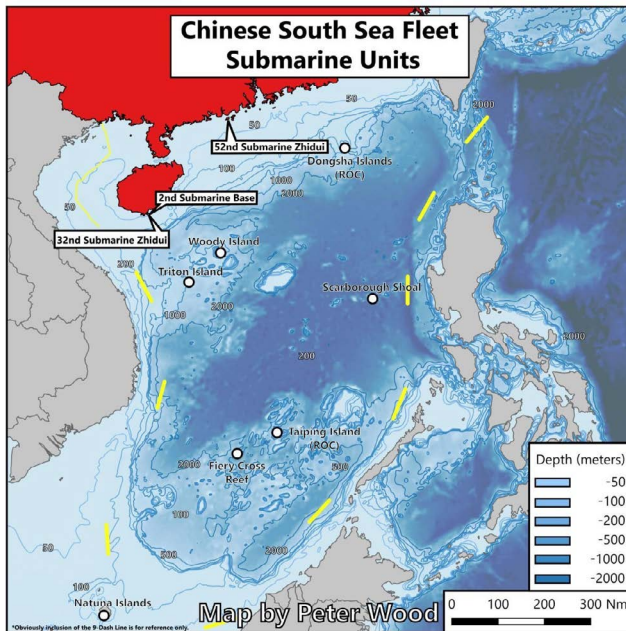 Chinese South Sea Fleet
Submarine Units
50
50
2000
52nd Submarine Zhidui
100
1000
2000
Dongsha Islands
(ROC)
50
2nd Submarine Base
32nd Submarine Zhidui
Woody Island
Triton Island
500
2000
1000
Scarborough Shoal
200
2000
Taiping Island
(ROC)
2000
Fiery Cross
Reef
500
100
500
2000
50
100
Natuna Islands
Depth (meters)
-50
-100
-200
-500
-1000
-2000
0 100 200 300 Nm
Map by Peter Wood
*Obviously inclusion of the 9-Dash Line is for reference only.